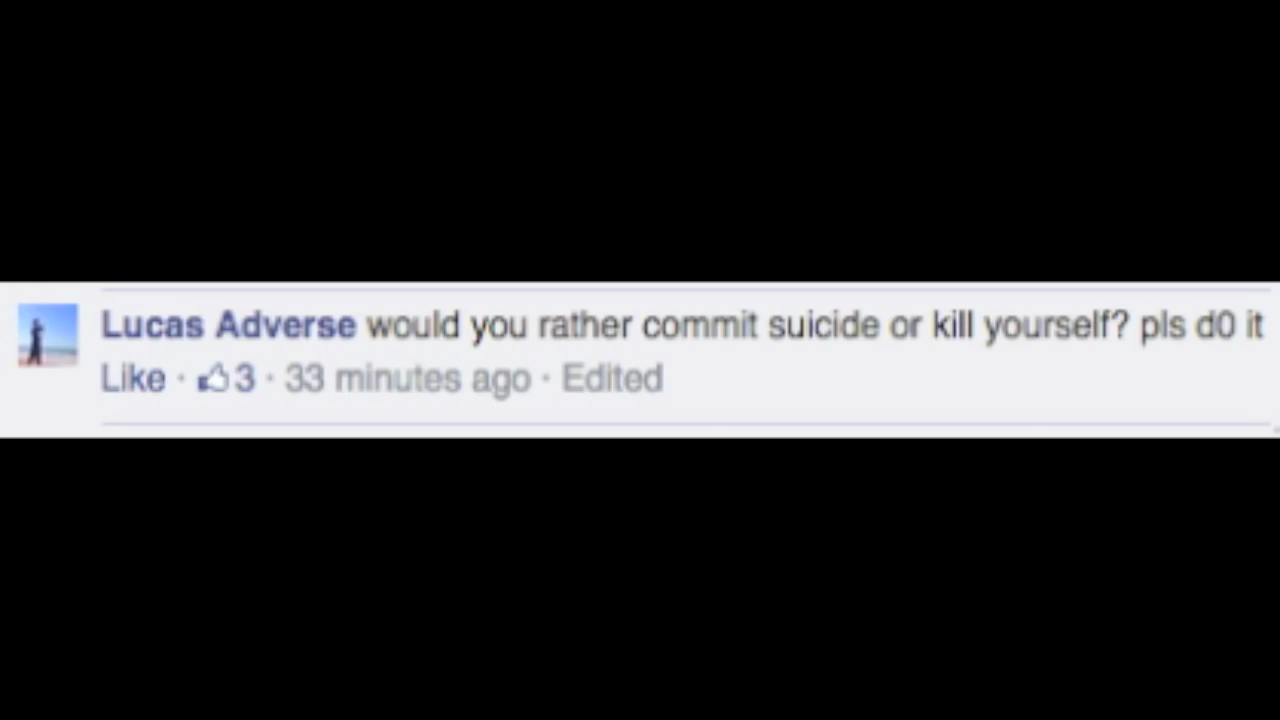 Lucas Adverse would you rather commit suicide or kill yourself? pls d0 it
Like · 3 · 33 minutes ago · Edited